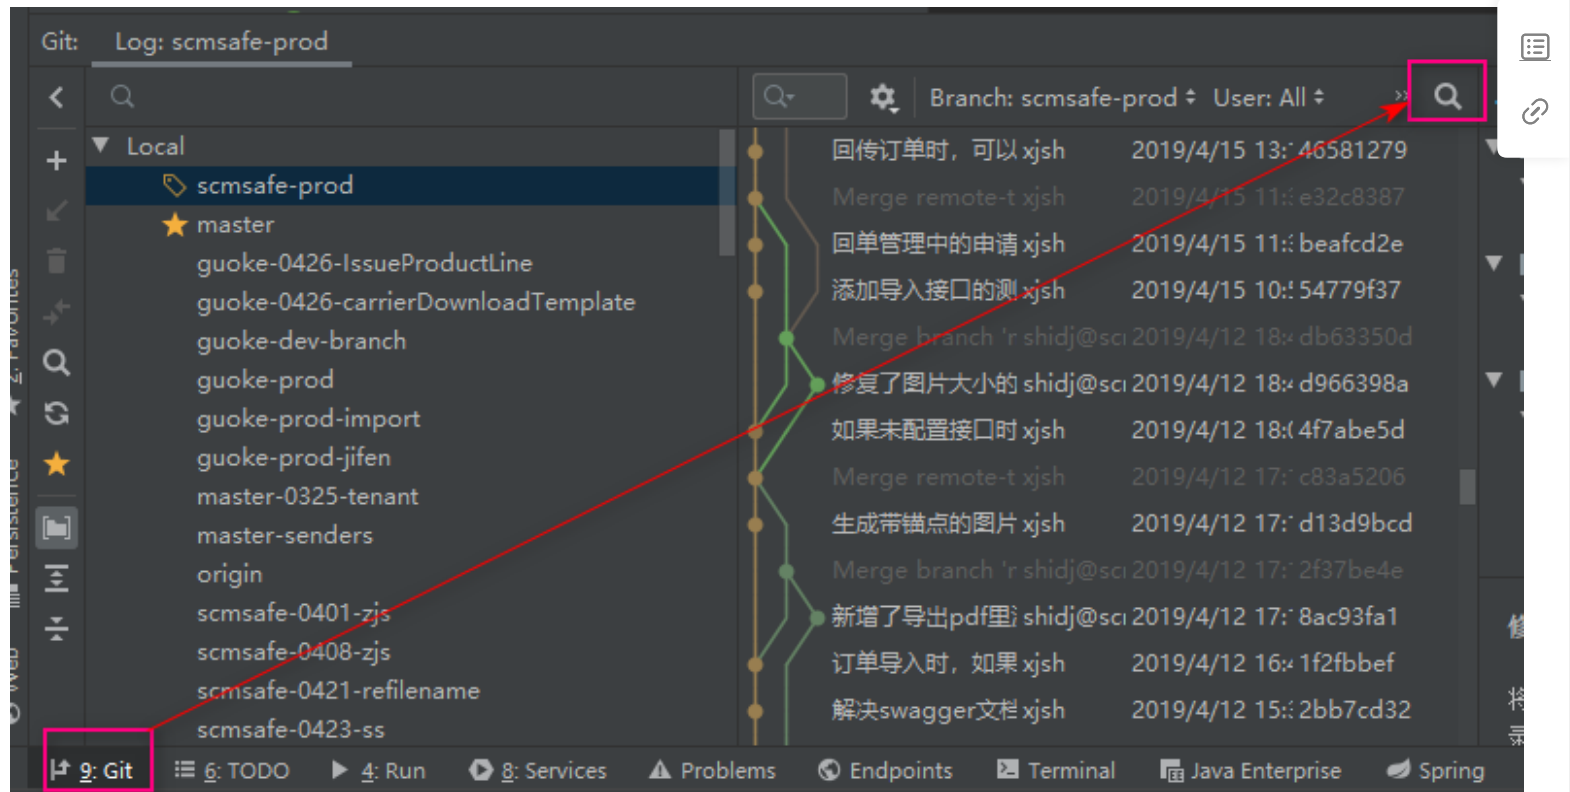 Git: Log: scmsafe-prod
Branch: scmsafe-prod User: All
Local
scmsafe-prod
master
guoke-0426-IssueProductLine
guoke-0426-carrierDownloadTemplate
guoke-dev-branch
guoke-prod
guoke-prod-import
guoke-prod-jifen
master-0325-tenant
master-senders
origin
scmsafe-0401-zjs
scmsafe-0408-zjs
scmsafe-0421-refilename
scmsafe-0423-ss
回传订单时，可以 xjsh 2019/4/15 13: 46581279
Merge remote-t xjsh 2019/4/15 11: e32c8387
回单管理中的申请 xjsh 2019/4/15 11: beafcd2e
添加导入接口的测 xjsh 2019/4/15 10: 54779f37
Merge branch 'r shidj@sc 2019/4/12 18: db63350d
修复了图片大小的 shidj@sc 2019/4/12 18: d966398a
如果未配置接口时 xjsh 2019/4/12 18: 4f7abe5d
Merge remote-t xjsh 2019/4/12 17: c83a5206
生成带锚点的图片 xjsh 2019/4/12 17: d13d9bcd
Merge branch 'r shidj@sc 2019/4/12 17: 2f37be4e
新增了导出pdf里 shidj@sc 2019/4/12 17: 8ac93fa1
订单导入时，如果 xjsh 2019/4/12 16: 1f2fbbef
解决swagger文档 xjsh 2019/4/12 15: 2bb7cd32
2: Favorites
Persistence
Web
9: Git 6: TODO 4: Run 8: Services Problems Endpoints Terminal Java Enterprise Spring